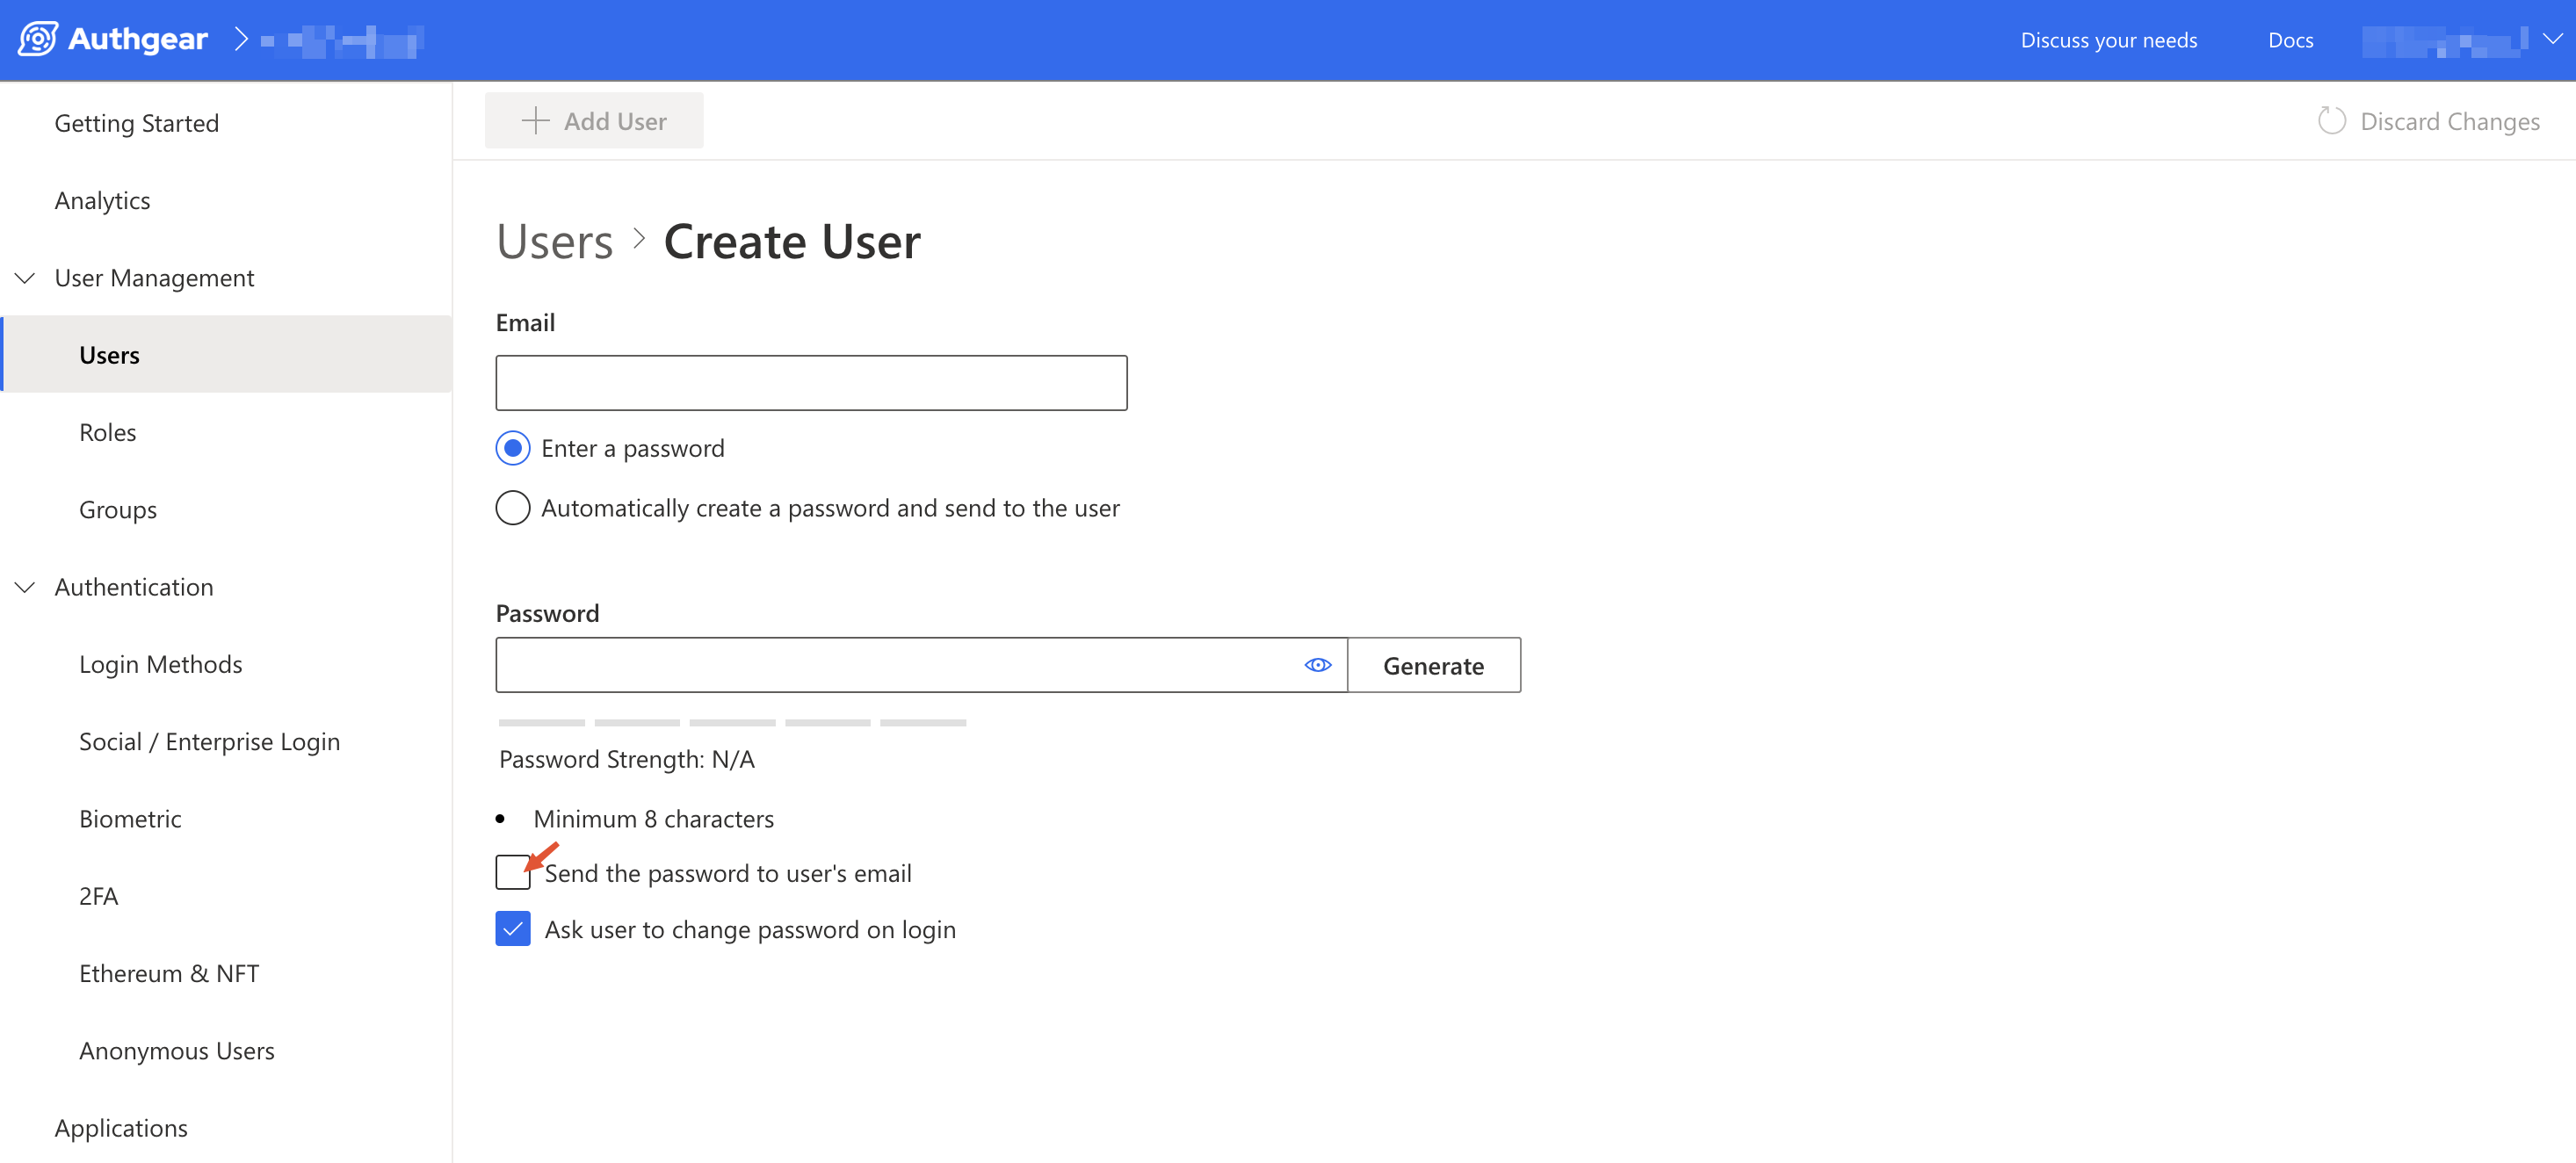 Authgear
Discuss your needs
Docs
Getting Started
Analytics
User Management
Users
Roles
Groups
Authentication
Login Methods
Social / Enterprise Login
Biometric
2FA
Ethereum & NFT
Anonymous Users
Applications
Add User
Discard Changes
Users > Create User
Email
Enter a password
Automatically create a password and send to the user
Password
Generate
Password Strength: N/A
• Minimum 8 characters
Send the password to user's email
Ask user to change password on login